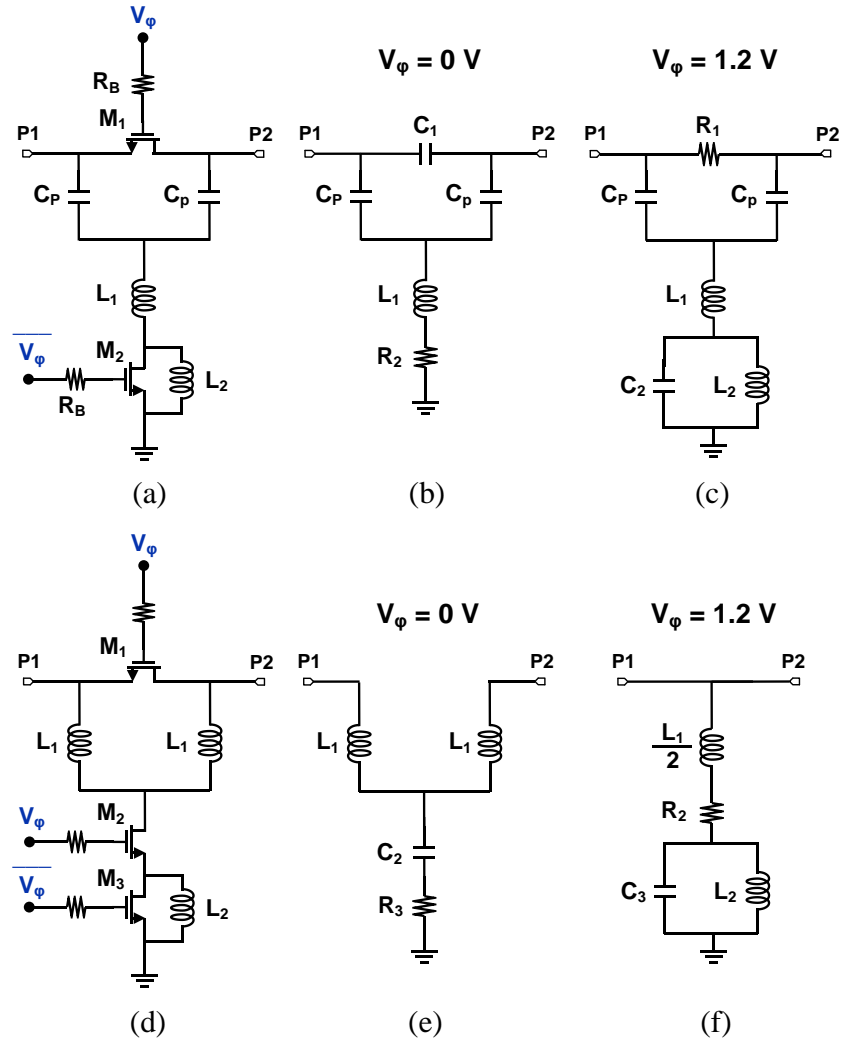 Vφ
Vφ = 0 V
Vφ = 1.2 V
RB
M1
P1
P2
P1
C1
P2
P1
R1
P2
CP
Cp
CP
Cp
CP
Cp
L1
L1
L1
Vφ
M2
L2
RB
R2
C2
L2
(a)
(b)
(c)
Vφ
Vφ = 0 V
Vφ = 1.2 V
M1
P1
P2
P1
P2
P1
P2
L1
L1
L1
L1
L1
2
Vφ
M2
R2
C2
Vφ
M3
L2
R3
C3
L2
(d)
(e)
(f)